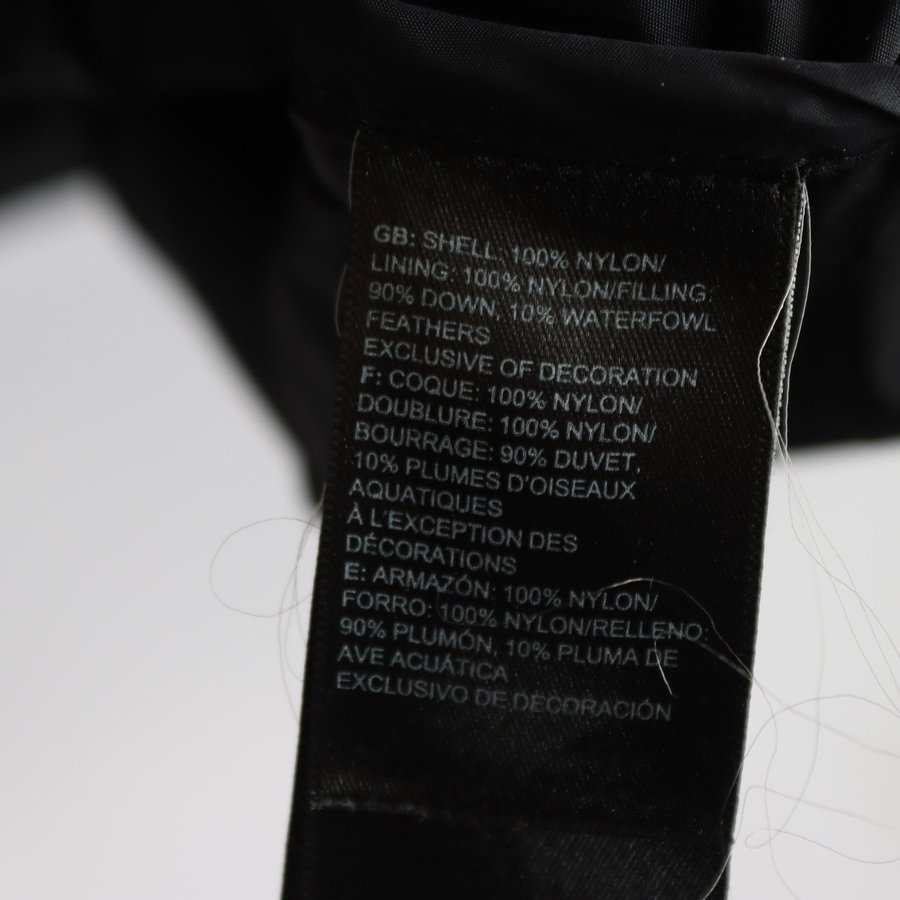 GB: SHELL: 100% NYLON/
LINING: 100% NYLON/FILLING:
90% DOWN, 10% WATERFOWL
FEATHERS
EXCLUSIVE OF DECORATION
F: COQUE: 100% NYLON/
DOUBLURE: 100% NYLON/
BOURRAGE: 90% DUVET,
10% PLUMES D'OISEAUX
AQUATIQUES
À L'EXCEPTION DES
DÉCORATIONS
E: ARMAZÓN: 100% NYLON/
FORRO: 100% NYLON/RELLENO:
90% PLUMÓN, 10% PLUMA DE
AVE ACUÁTICA
EXCLUSIVO DE DECORACIÓN